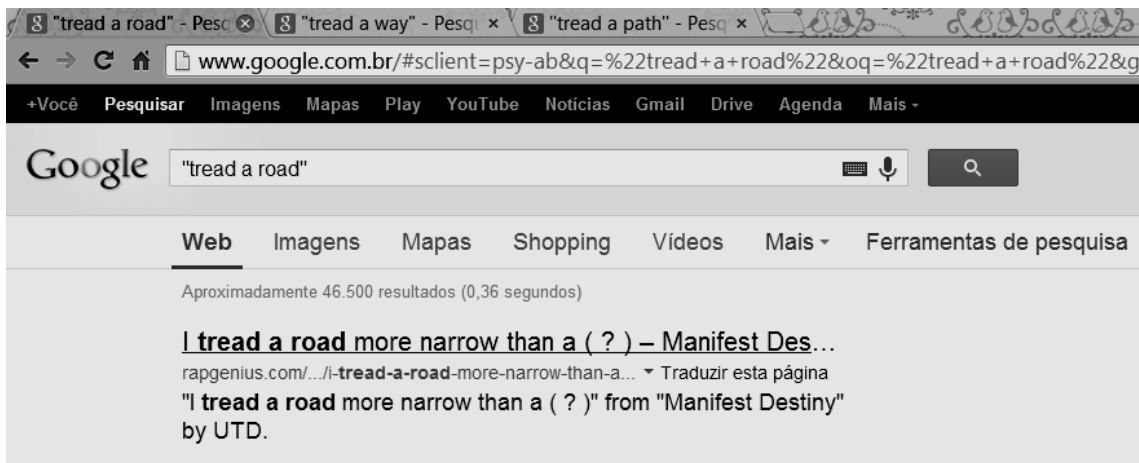 "tread a road" - Pesq
"tread a way" - Pesqu
"tread a path" - Pesq
www.google.com.br/#sclient=psy-ab&q=%22tread+a+road%22&oq=%22tread+a+road%22&g
+Você Pesquisar Imagens Mapas Play YouTube Notícias Gmail Drive Agenda Mais
Google "tread a road"
Web Imagens Mapas Shopping Vídeos Mais Ferramentas de pesquisa
Aproximadamente 46.500 resultados (0,36 segundos)
I tread a road more narrow than a ( ? ) – Manifest Des...
rapgenius.com/.../i-tread-a-road-more-narrow-than-a... Traduzir esta página
"I tread a road more narrow than a ( ? )" from "Manifest Destiny"
by UTD.